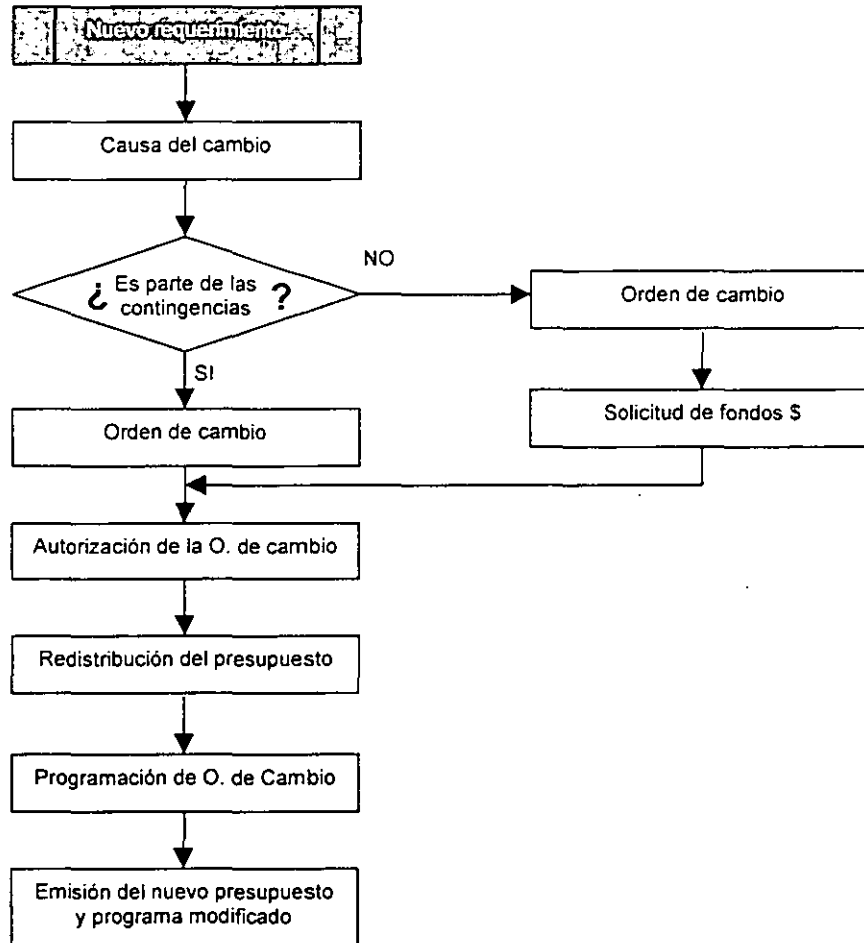 Nuevo requerimiento
Causa del cambio
NO
¿ Es parte de las
contingencias ?
Orden de cambio
SI
Solicitud de fondos $
Orden de cambio
Autorización de la O. de cambio
Redistribución del presupuesto
Programación de O. de Cambio
Emisión del nuevo presupuesto
y programa modificado